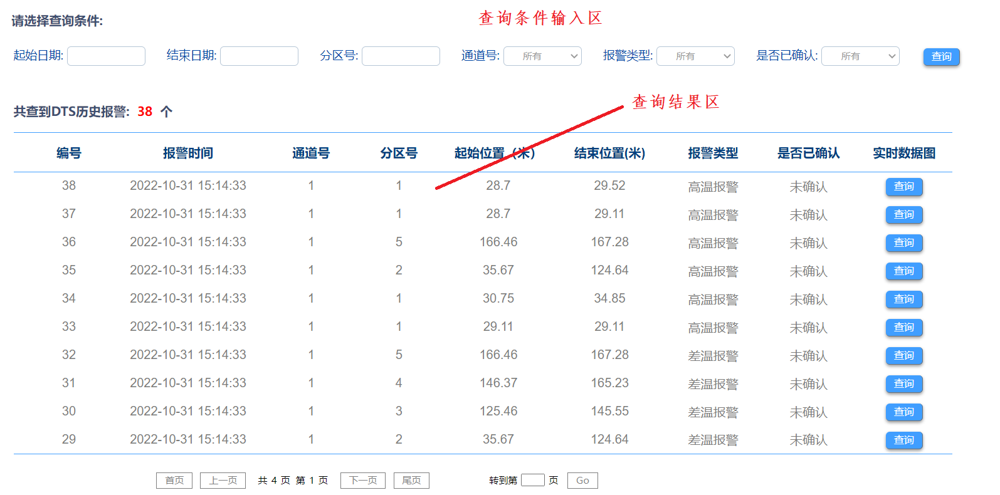 查询条件输入区
请选择查询条件:
起始日期: 结束日期: 分区号: 通道号: 所有 报警类型: 所有 是否已确认: 所有 查询
查询结果区
共查到DTS历史报警: 38 个
编号 报警时间 通道号 分区号 起始位置（米） 结束位置(米) 报警类型 是否已确认 实时数据图
38 2022-10-31 15:14:33 1 1 28.7 29.52 高温报警 未确认 查询
37 2022-10-31 15:14:33 1 1 28.7 29.11 高温报警 未确认 查询
36 2022-10-31 15:14:33 1 5 166.46 167.28 高温报警 未确认 查询
35 2022-10-31 15:14:33 1 2 35.67 124.64 高温报警 未确认 查询
34 2022-10-31 15:14:33 1 1 30.75 34.85 高温报警 未确认 查询
33 2022-10-31 15:14:33 1 1 29.11 29.11 高温报警 未确认 查询
32 2022-10-31 15:14:33 1 5 166.46 167.28 差温报警 未确认 查询
31 2022-10-31 15:14:33 1 4 146.37 165.23 差温报警 未确认 查询
30 2022-10-31 15:14:33 1 3 125.46 145.55 差温报警 未确认 查询
29 2022-10-31 15:14:33 1 2 35.67 124.64 差温报警 未确认 查询
首页 上一页 共 4 页 第 1 页 下一页 尾页 转到第 页 Go